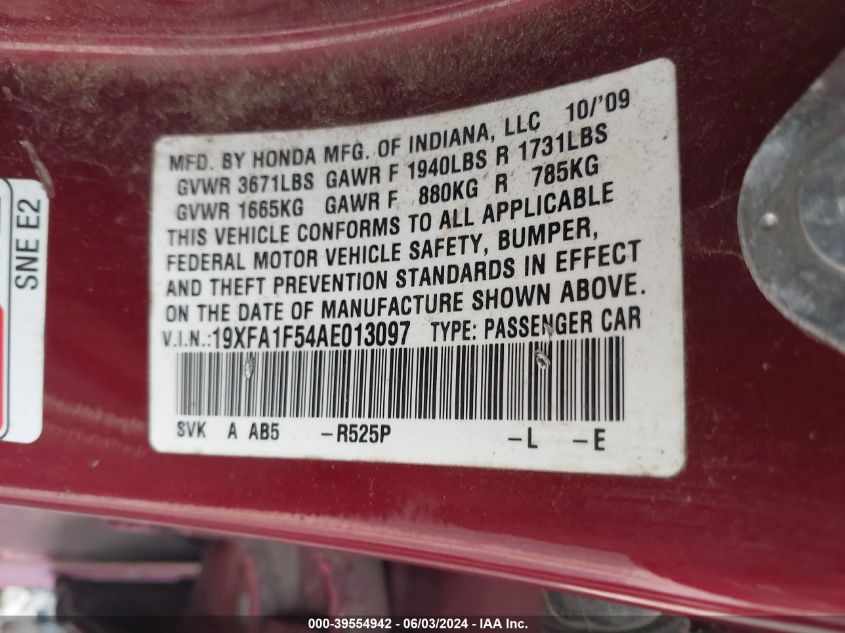 MFD. BY HONDA MFG. OF INDIANA, LLC 10/'09
GVWR 3671LBS GAWR F 1940LBS R 1731LBS
GVWR 1665KG GAWR F 880KG R 785KG
THIS VEHICLE CONFORMS TO ALL APPLICABLE
FEDERAL MOTOR VEHICLE SAFETY, BUMPER,
AND THEFT PREVENTION STANDARDS IN EFFECT
ON THE DATE OF MANUFACTURE SHOWN ABOVE.
V.I.N.:19XFA1F54AE013097 TYPE: PASSENGER CAR
SVK A AB5 -R525P -L -E
SNE E2
000-39554942 - 06/03/2024 - IAA Inc.